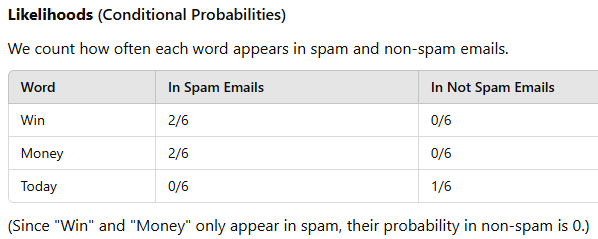 Likelihoods (Conditional Probabilities)
We count how often each word appears in spam and non-spam emails.
Word In Spam Emails In Not Spam Emails
Win 2/6 0/6
Money 2/6 0/6
Today 0/6 1/6
(Since "Win" and "Money" only appear in spam, their probability in non-spam is 0.)